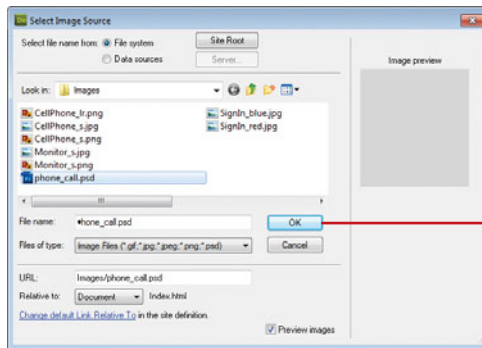 Select Image Source
Select file name from: File system Site Root
Data sources Server...
Image preview
Look in: Images
CellPhone_lr.png SignIn_blue.jpg
CellPhone_s.jpg SignIn_red.jpg
CellPhone_s.png
Monitor_s.jpg
Monitor_s.png
phone_call.psd
File name: hone_call.psd OK
Files of type: Image Files (*.gif;*.jpg;*.jpeg;*.png;*.psd) Cancel
URL: Images/phone_call.psd
Relative to: Document Index.html
Change default Link Relative To in the site definition.
Preview images